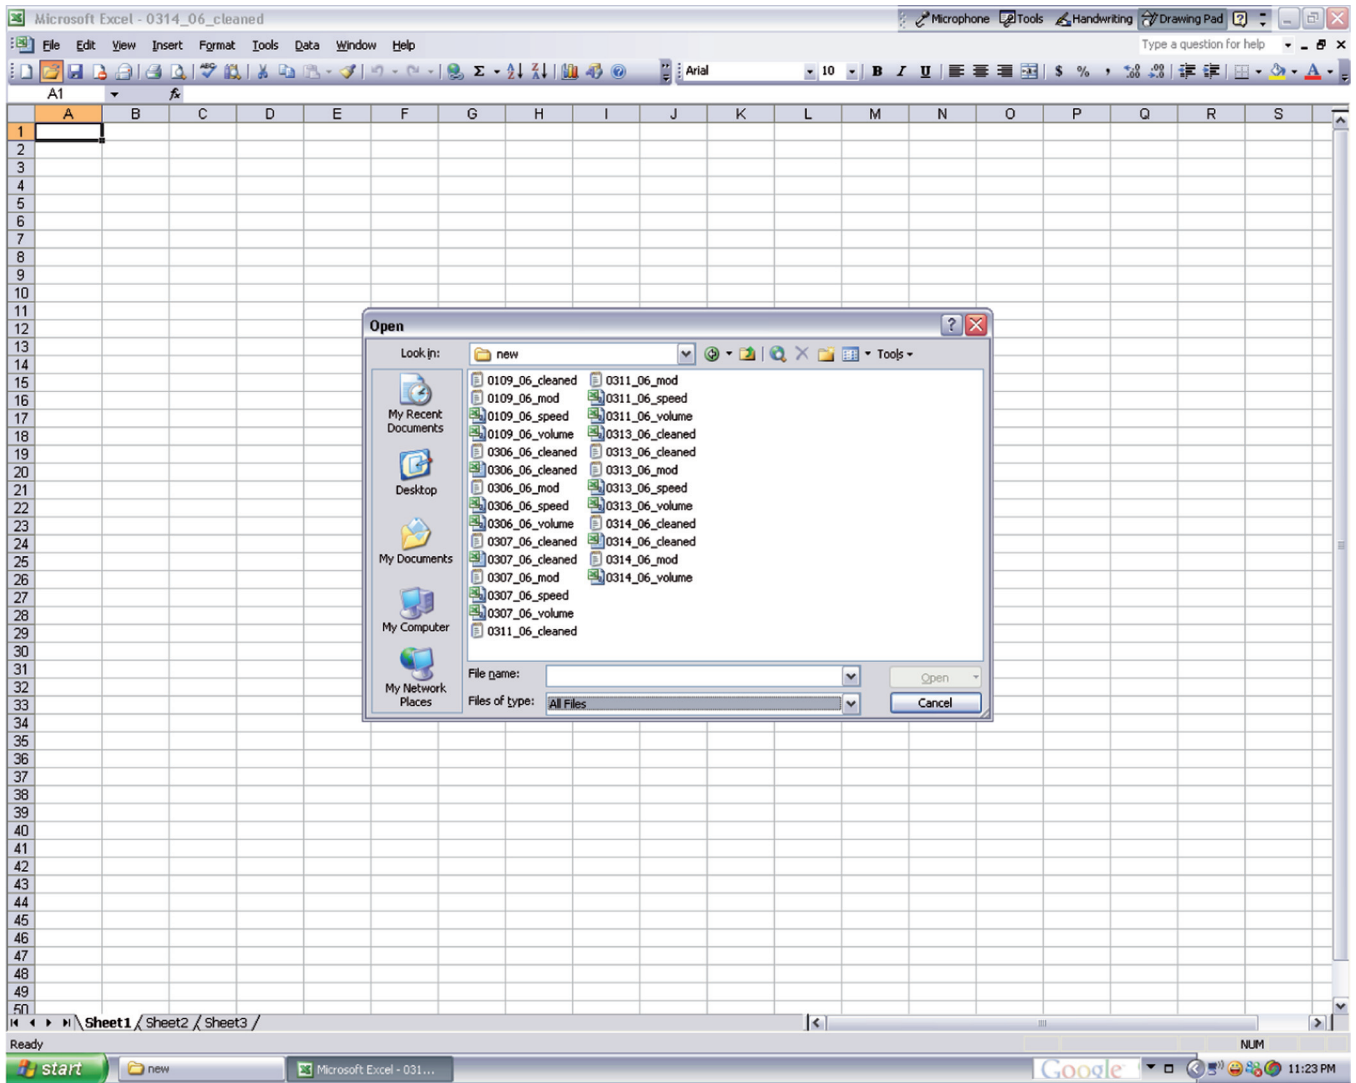 Microsoft Excel - 0314_06_cleaned
Microphone Tools Handwriting Drawing Pad
File Edit View Insert Format Tools Data Window Help
Type a question for help
Arial 10 B I U $ % ,
A1 fx
A B C D E F G H I J K L M N O P Q R S
1
2
3
4
5
6
7
8
9
10
11
12
13
14
15
16
17
18
19
20
21
22
23
24
25
26
27
28
29
30
31
32
33
34
35
36
37
38
39
40
41
42
43
44
45
46
47
48
49
50
Open
Look in: new Tools
My Recent Documents
Desktop
My Documents
My Computer
My Network Places
0109_06_cleaned
0109_06_mod
0109_06_speed
0109_06_volume
0306_06_cleaned
0306_06_cleaned
0306_06_mod
0306_06_speed
0306_06_volume
0307_06_cleaned
0307_06_cleaned
0307_06_mod
0307_06_speed
0307_06_volume
0311_06_cleaned
0311_06_mod
0311_06_speed
0311_06_volume
0313_06_cleaned
0313_06_cleaned
0313_06_mod
0313_06_speed
0313_06_volume
0314_06_cleaned
0314_06_cleaned
0314_06_mod
0314_06_volume
File name: Open
Files of type: All Files Cancel
Sheet1 Sheet2 Sheet3
Ready NUM
start new Microsoft Excel - 031... Google 11:23 PM